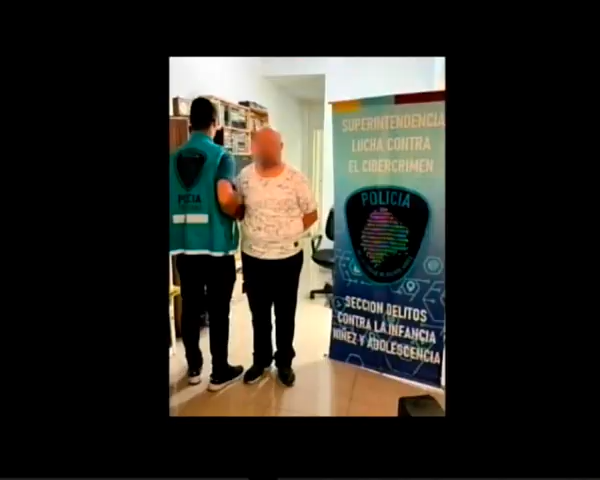 SUPERINTENDENCIA
LUCHA CONTRA
EL CIBERCRIMEN
POLICIA
SECCION DELITOS
CONTRA LA INFANCIA
NIÑEZ Y ADOLESCENCIA
POLICIA